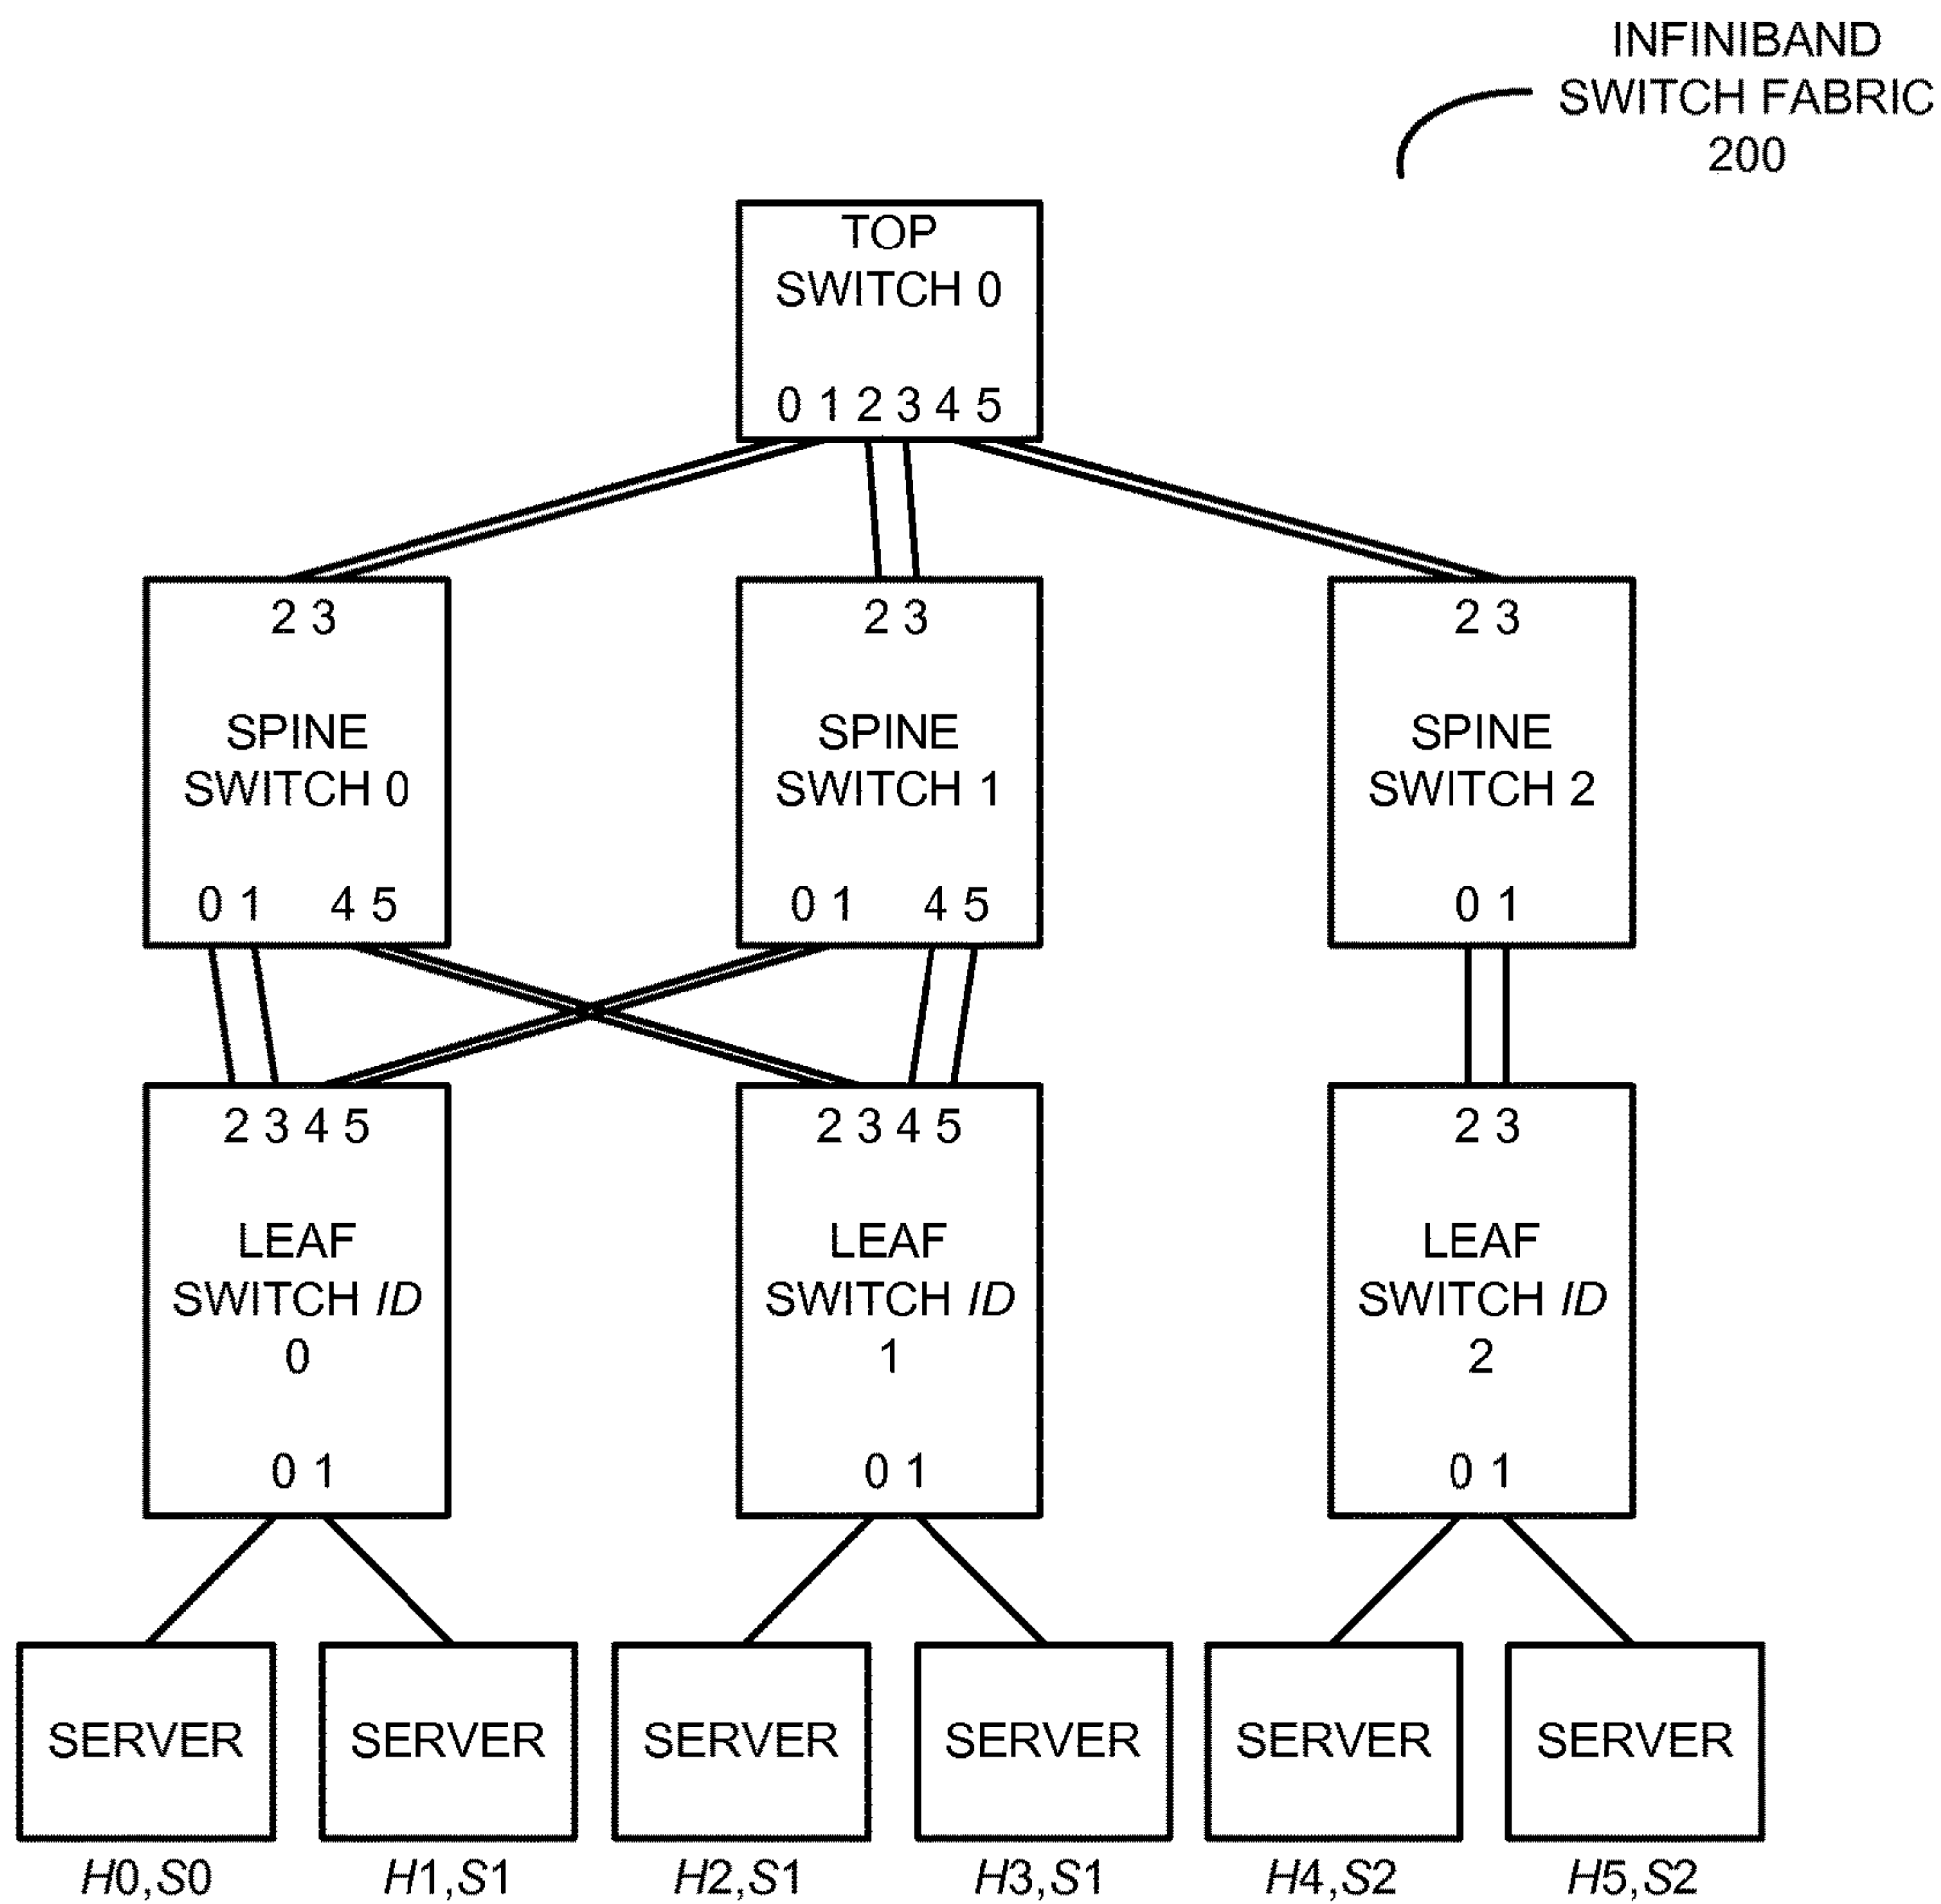 INFINIBAND
SWITCH FABRIC
200
TOP
SWITCH 0
0 1 2 3 4 5
2 3
2 3
2 3
SPINE
SWITCH 0
SPINE
SWITCH 1
SPINE
SWITCH 2
0 1 4 5
0 1 4 5
0 1
2 3 4 5
2 3 4 5
2 3
LEAF
SWITCH ID
0
LEAF
SWITCH ID
1
LEAF
SWITCH ID
2
0 1
0 1
0 1
SERVER
SERVER
SERVER
SERVER
SERVER
SERVER
H0,S0
H1,S1
H2,S1
H3,S1
H4,S2
H5,S2